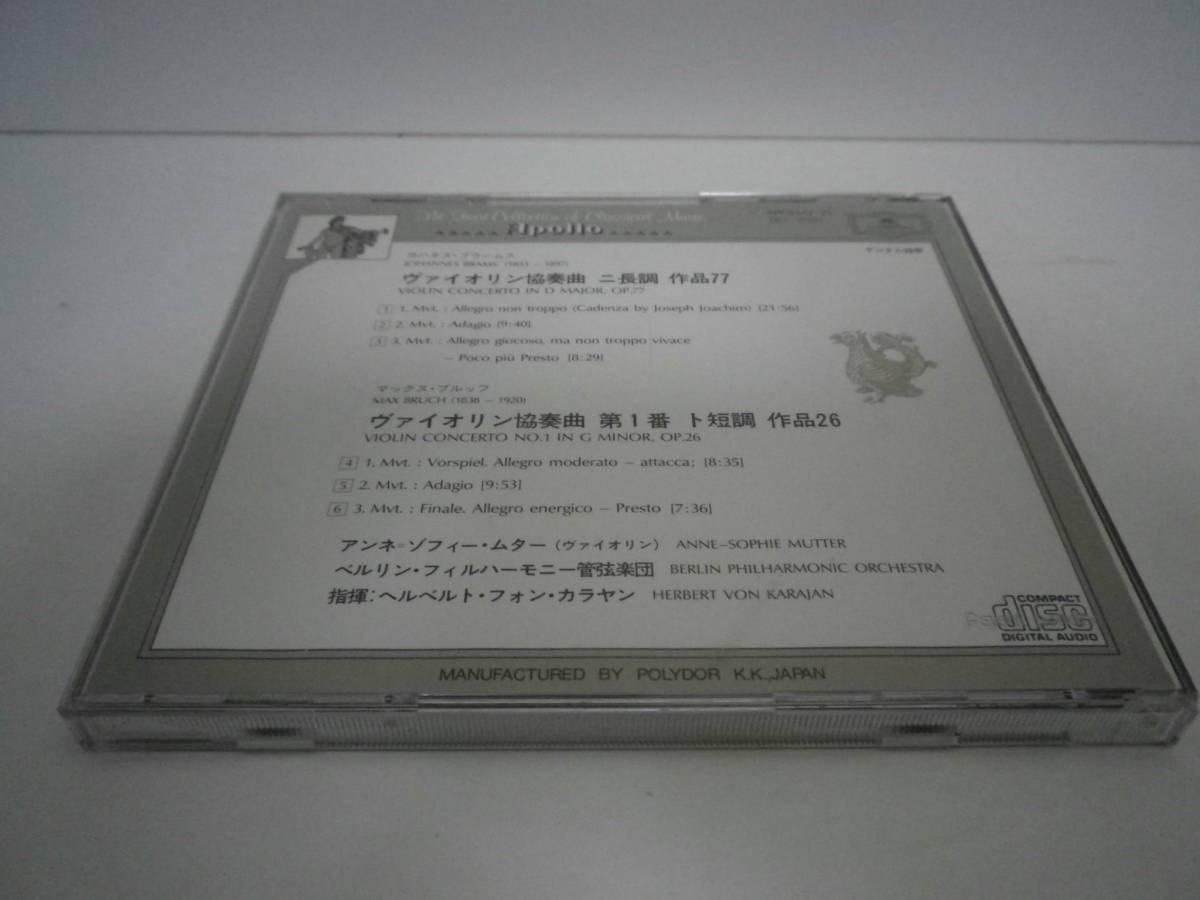 The Great Collection of Classical Music
Apollo
ヨハネス・ブラームス
JOHANNES BRAMS (1833 – 1897)
ヴァイオリン協奏曲 ニ長調 作品77
VIOLIN CONCERTO IN D MAJOR, OP.77
1 1. Mvt. : Allegro non troppo (Cadenza by Joseph Joachim) [21:56]
2 2. Mvt. : Adagio [9:40]
3 3. Mvt. : Allegro giocoso, ma non troppo vivace
– Poco più Presto [8:29]
マックス・ブルッフ
MAX BRUCH (1838 – 1920)
ヴァイオリン協奏曲 第1番 ト短調 作品26
VIOLIN CONCERTO NO.1 IN G MINOR, OP.26
4 1. Mvt. : Vorspiel. Allegro moderato – attacca; [8:35]
5 2. Mvt. : Adagio [9:53]
6 3. Mvt. : Finale. Allegro energico – Presto [7:36]
アンネ=ゾフィー・ムター (ヴァイオリン) ANNE–SOPHIE MUTTER
ベルリン・フィルハーモニー管弦楽団 BERLIN PHILHARMONIC ORCHESTRA
指揮:ヘルベルト・フォン・カラヤン HERBERT VON KARAJAN
COMPACT
disc
DIGITAL AUDIO
MANUFACTURED BY POLYDOR K.K.,JAPAN